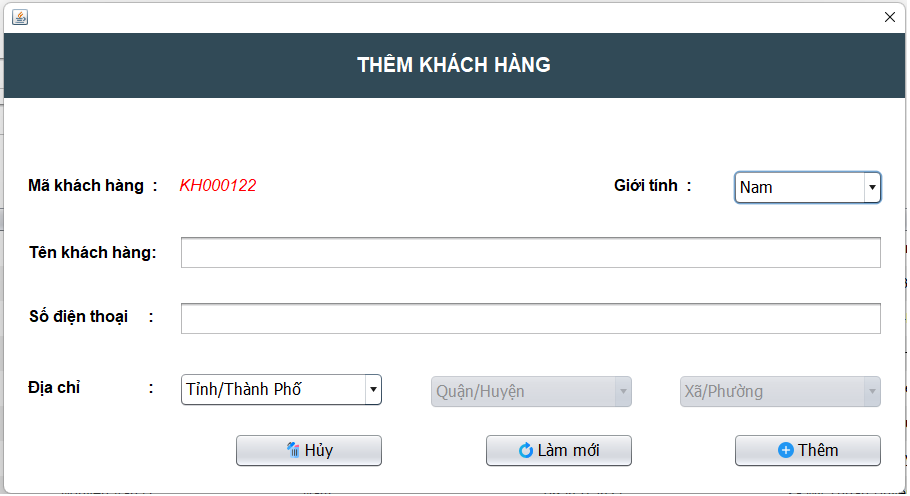 THÊM KHÁCH HÀNG
Mã khách hàng : KH000122 Giới tính : Nam
Tên khách hàng:
Số điện thoại :
Địa chỉ : Tỉnh/Thành Phố Quận/Huyện Xã/Phường
Hủy Làm mới Thêm